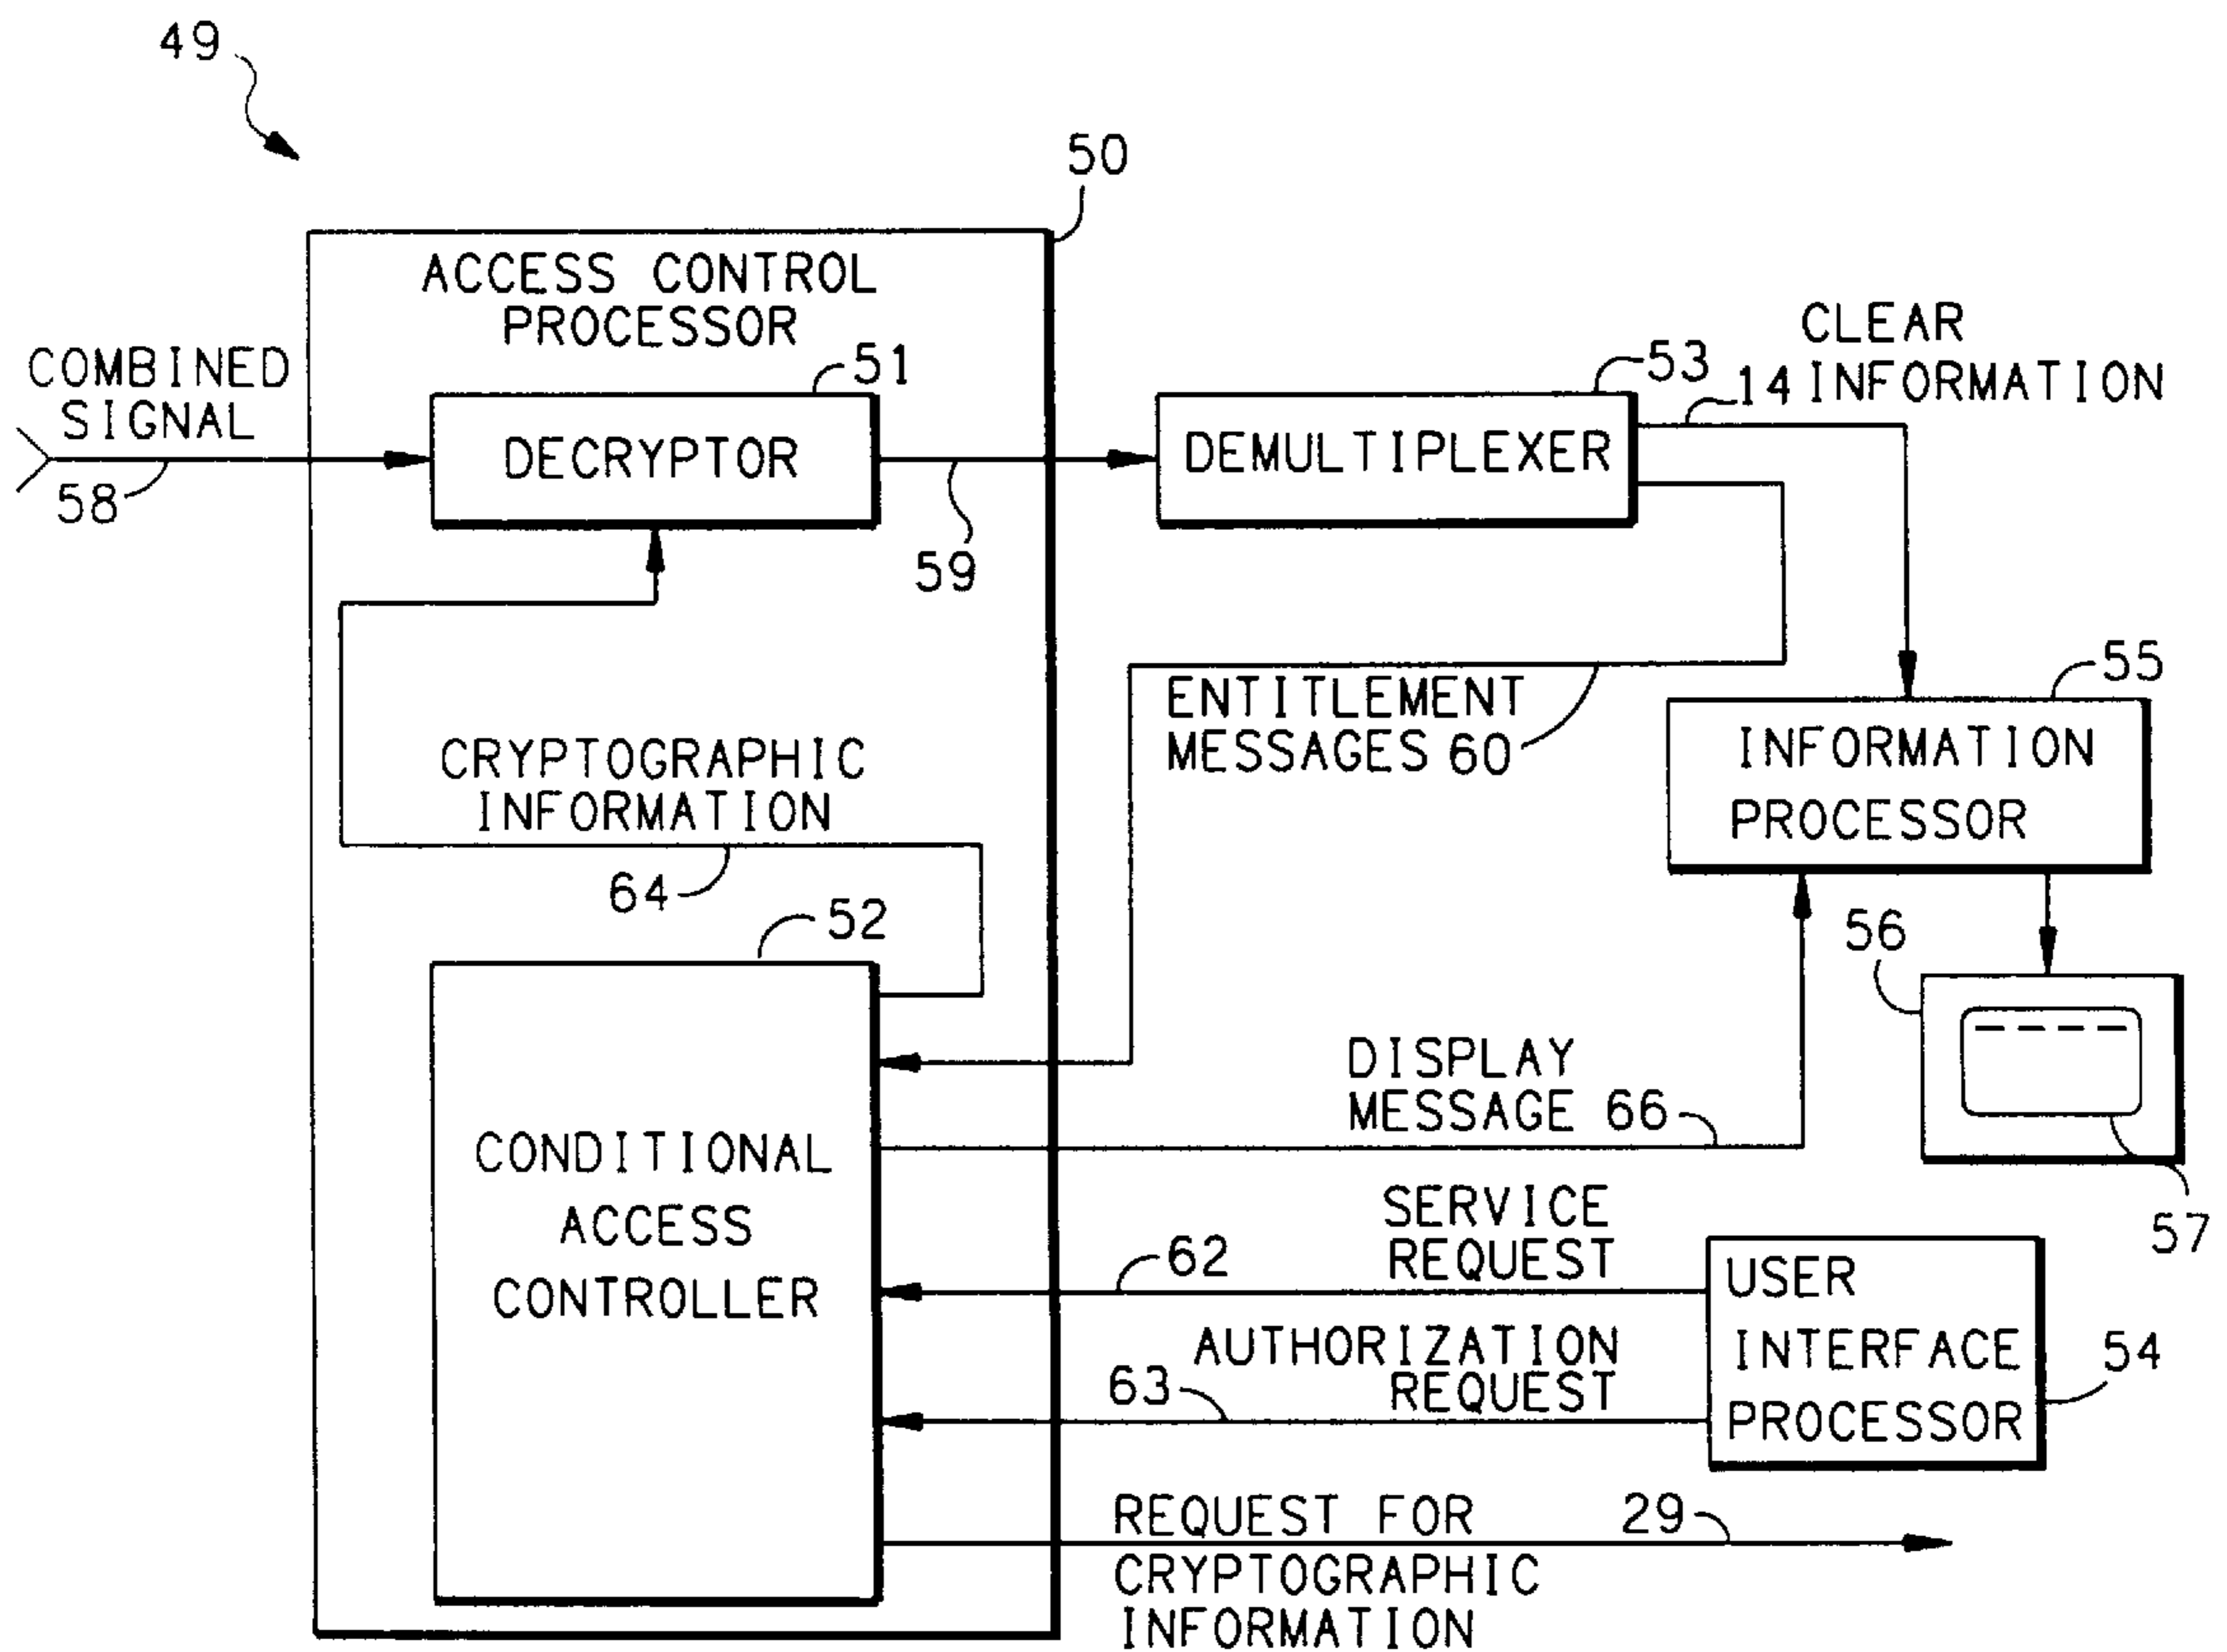 49
50
ACCESS CONTROL
PROCESSOR
COMBINED
SIGNAL
58
51
DECRYPTOR
59
53
DEMULTIPLEXER
CLEAR
14 INFORMATION
ENTITLEMENT
MESSAGES 60
55
INFORMATION
PROCESSOR
CRYPTOGRAPHIC
INFORMATION
64
52
CONDITIONAL
ACCESS
CONTROLLER
56
57
DISPLAY
MESSAGE 66
SERVICE
REQUEST
62
AUTHORIZATION
REQUEST
63
USER
INTERFACE
PROCESSOR
54
REQUEST FOR
CRYPTOGRAPHIC
INFORMATION
29